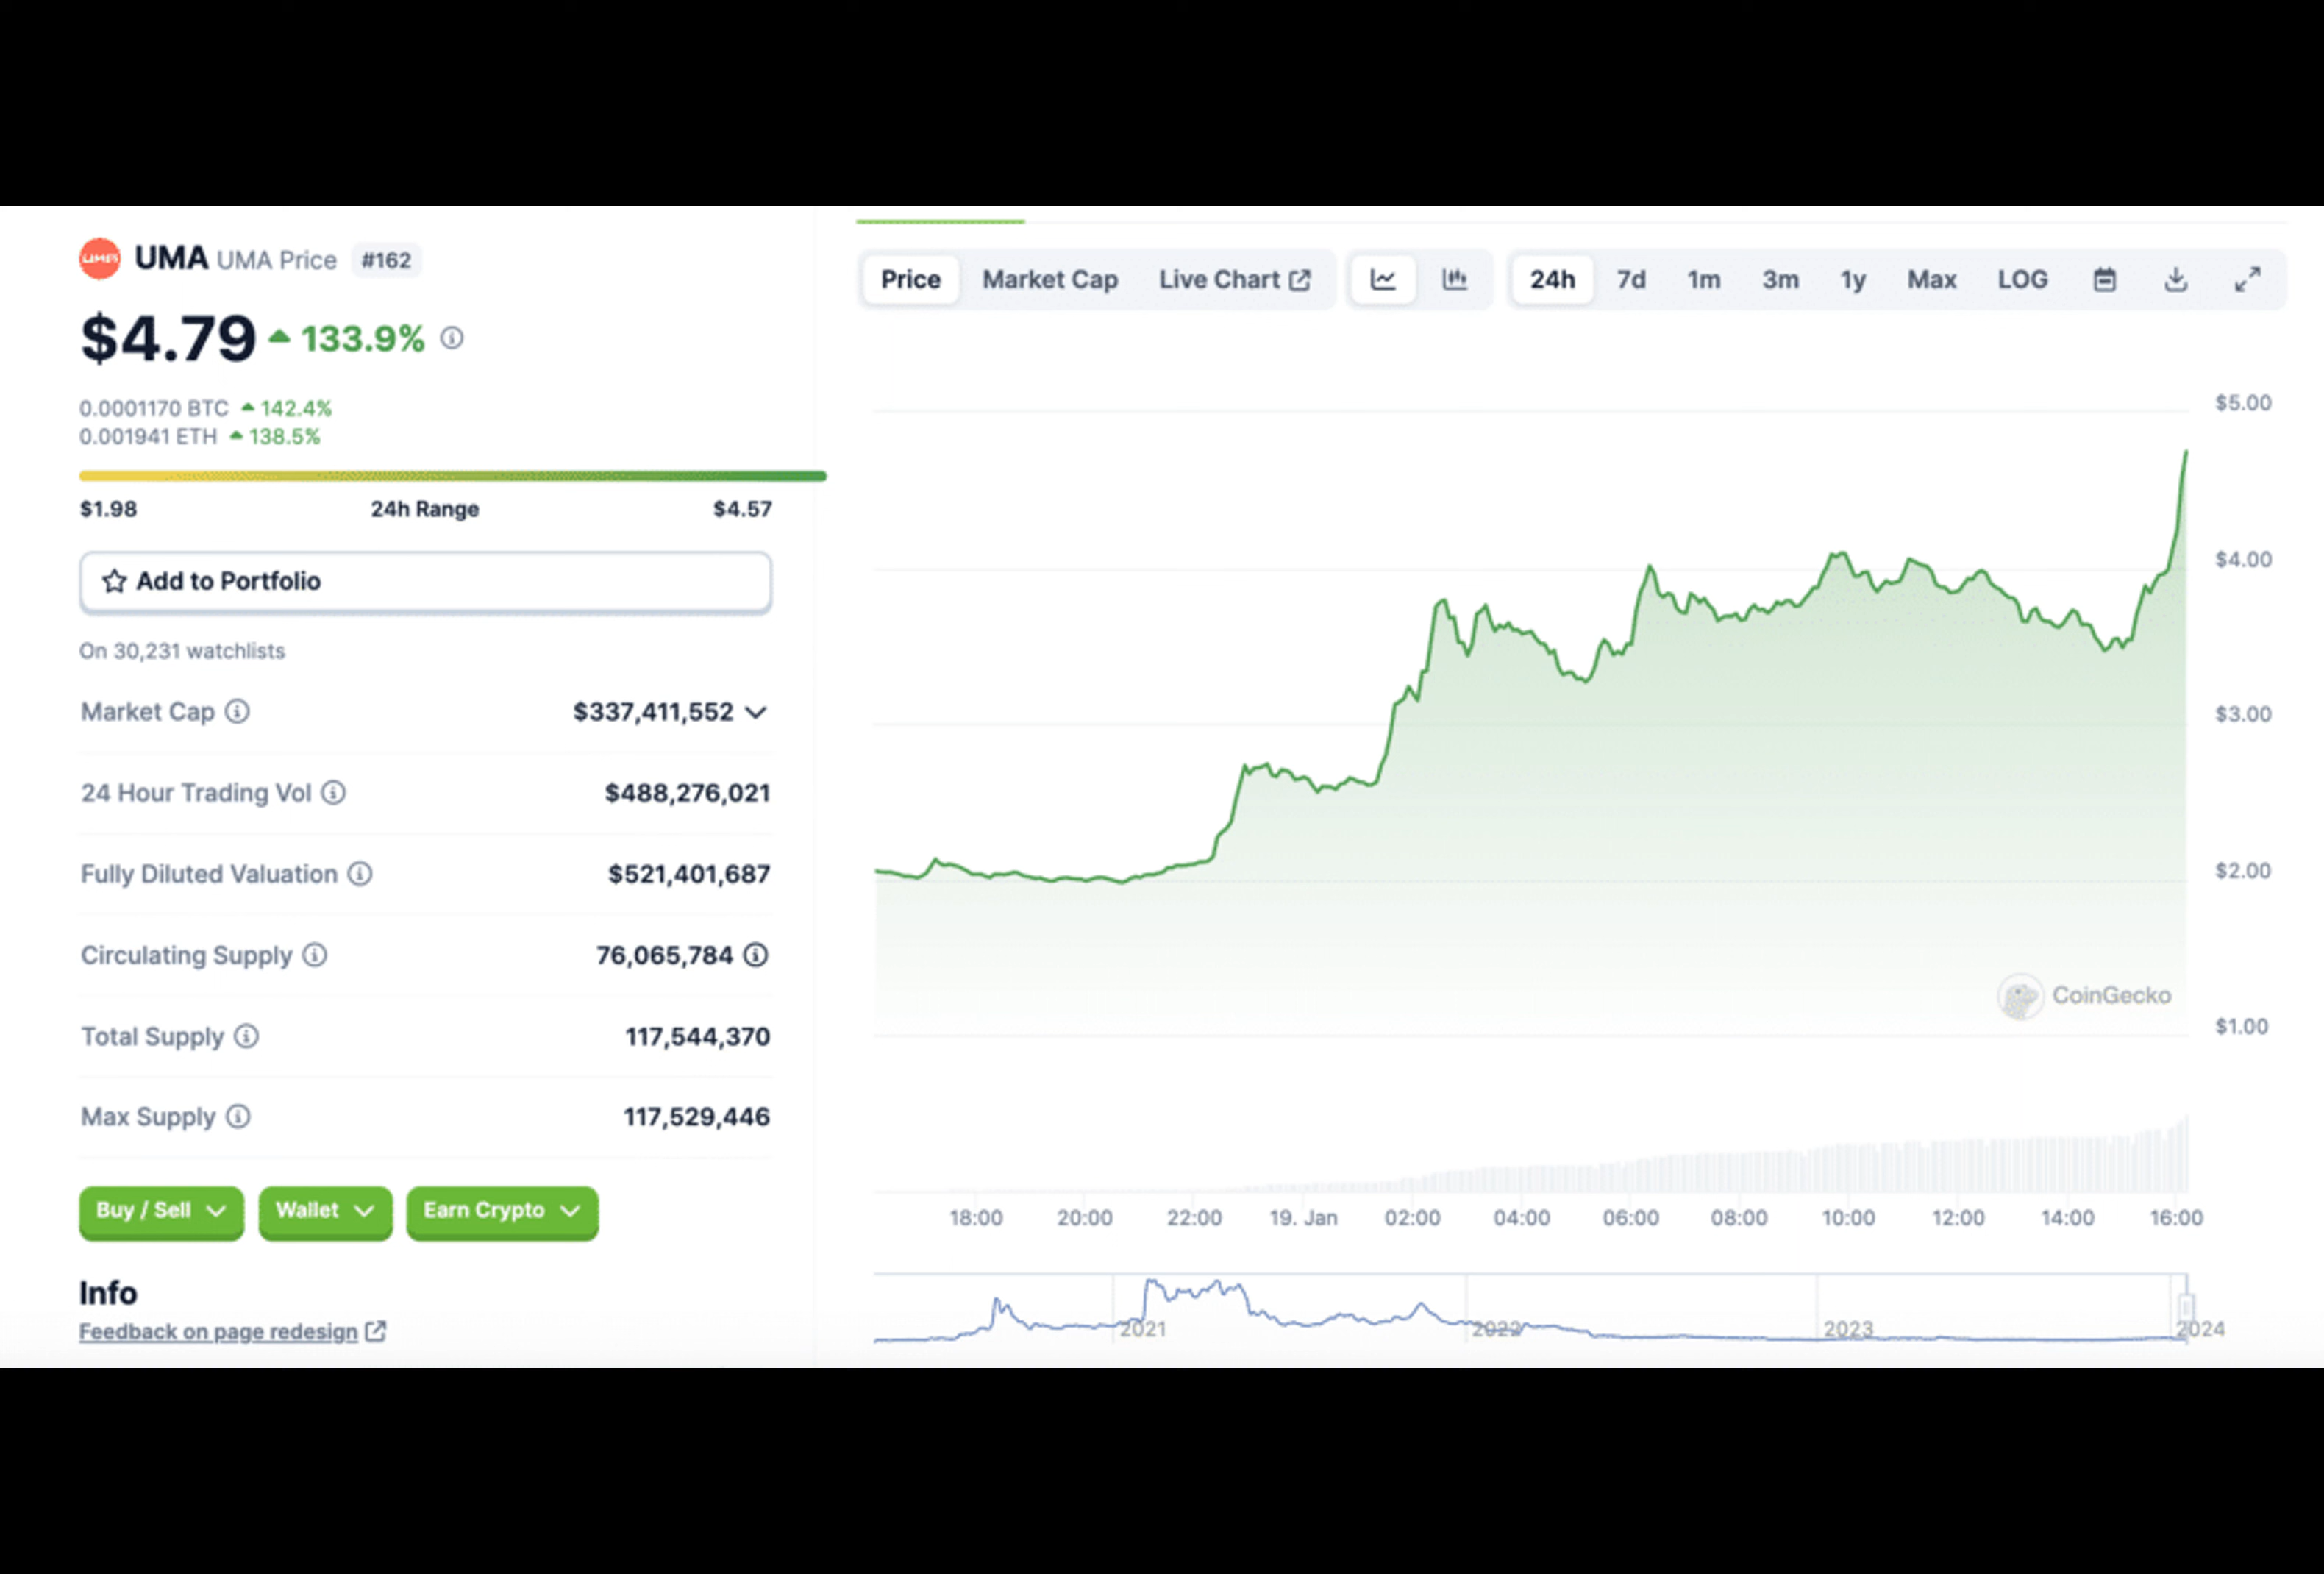 UMA UMA Price #162
$4.79 133.9%
0.0001170 BTC 142.4%
0.001941 ETH 138.5%
$1.98 24h Range $4.57
Add to Portfolio
On 30,231 watchlists
Market Cap $337,411,552
24 Hour Trading Vol $488,276,021
Fully Diluted Valuation $521,401,687
Circulating Supply 76,065,784
Total Supply 117,544,370
Max Supply 117,529,446
Buy / Sell Wallet Earn Crypto
Info
Feedback on page redesign
Price Market Cap Live Chart 24h 7d 1m 3m 1y Max LOG
$5.00
$4.00
$3.00
$2.00
CoinGecko
$1.00
18:00 20:00 22:00 19. Jan 02:00 04:00 06:00 08:00 10:00 12:00 14:00 16:00
2021 2022 2023 2024